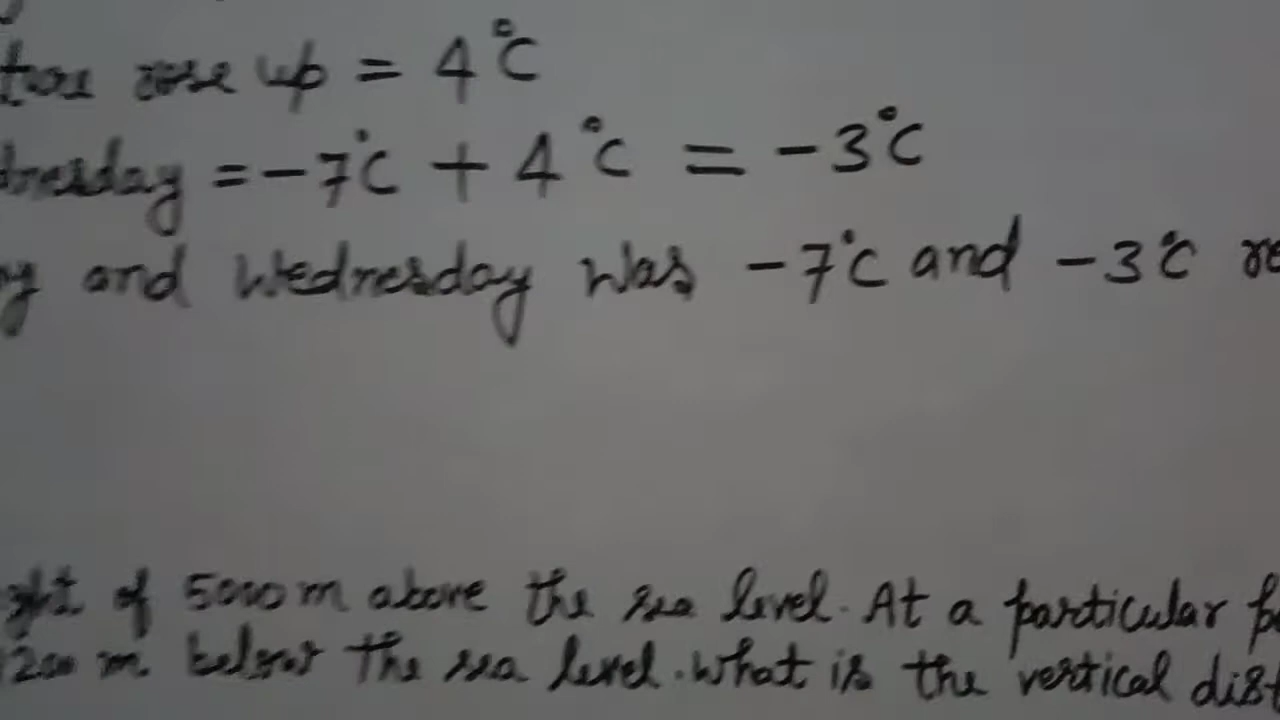 rose up = 4°C
= -7°C + 4°C = -3°C
and Wednesday was -7°C and -3°C
of 5000 m above the sea level. At a particular
m below the sea level. What is the vertical